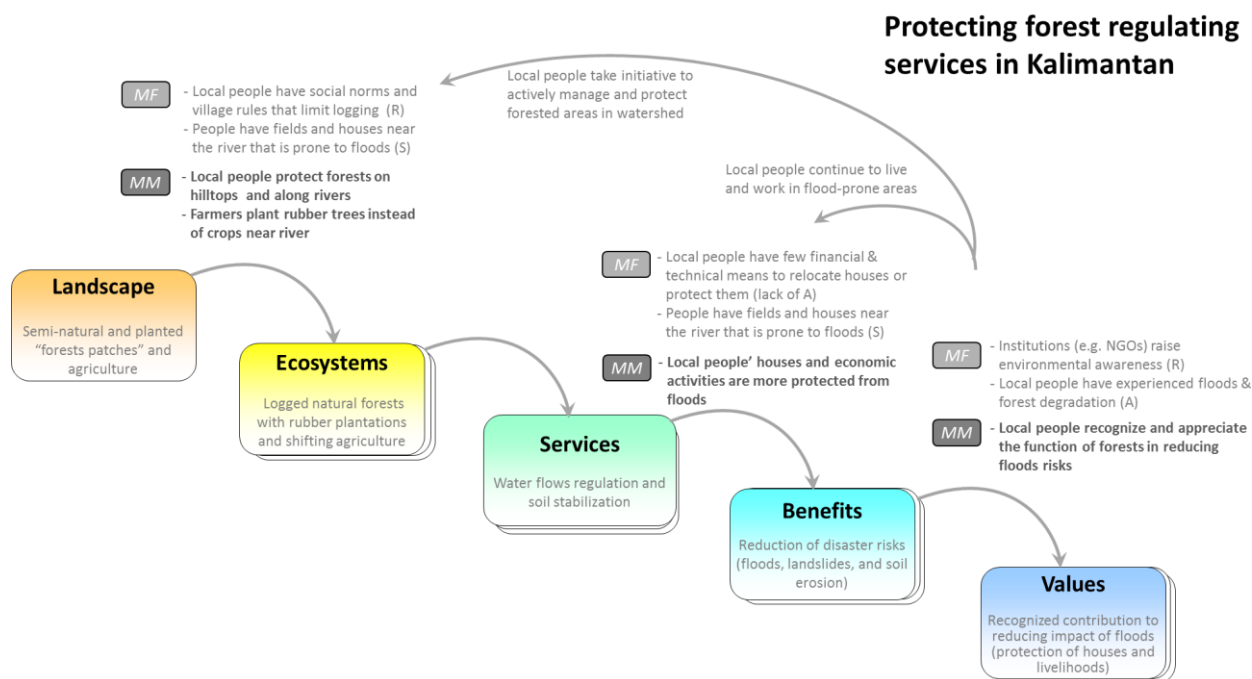 Protecting forest regulating
services in Kalimantan
Local people take initiative to
actively manage and protect
forested areas in watershed
MF
- Local people have social norms and
village rules that limit logging (R)
- People have fields and houses near
the river that is prone to floods (S)
MM
- Local people protect forests on
hilltops and along rivers
- Farmers plant rubber trees instead
of crops near river
Local people continue to live
and work in flood-prone areas
MF
- Local people have few financial &
technical means to relocate houses or
protect them (lack of A)
- People have fields and houses near
the river that is prone to floods (S)
MM
- Local people’ houses and economic
activities are more protected from
floods
MF
- Institutions (e.g. NGOs) raise
environmental awareness (R)
- Local people have experienced floods &
forest degradation (A)
MM
- Local people recognize and appreciate
the function of forests in reducing
floods risks
Landscape
Semi-natural and planted
“forests patches” and
agriculture
Ecosystems
Logged natural forests
with rubber plantations
and shifting agriculture
Services
Water flows regulation and
soil stabilization
Benefits
Reduction of disaster risks
(floods, landslides, and soil
erosion)
Values
Recognized contribution to
reducing impact of floods
(protection of houses and
livelihoods)